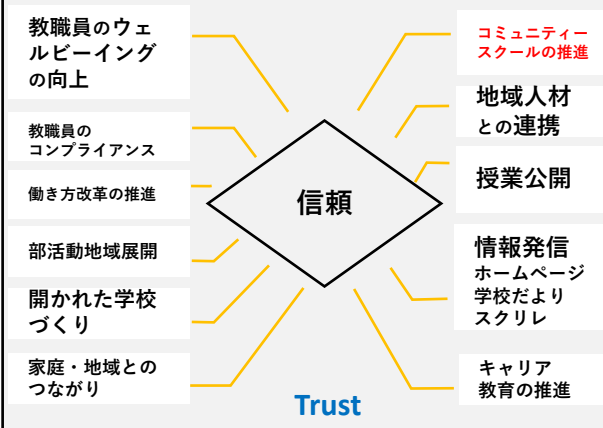 教職員のウェ
ルビーイング
の向上
教職員の
コンプライアンス
働き方改革の推進
部活動地域展開
開かれた学校
づくり
家庭・地域との
つながり
信頼
Trust
コミュニティー
スクールの推進
地域人材
との連携
授業公開
情報発信
ホームページ
学校だより
スクリレ
キャリア
教育の推進